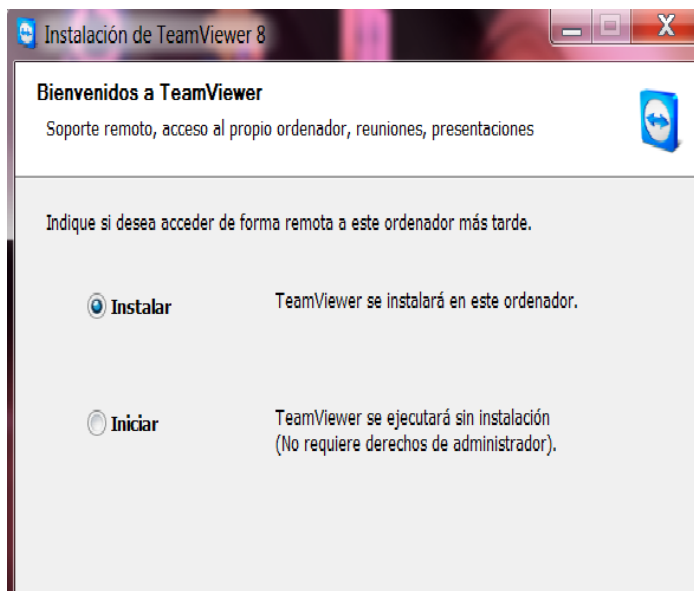 Instalación de TeamViewer 8
Bienvenidos a TeamViewer
Soporte remoto, acceso al propio ordenador, reuniones, presentaciones
Indique si desea acceder de forma remota a este ordenador más tarde.
Instalar
TeamViewer se instalará en este ordenador.
Iniciar
TeamViewer se ejecutará sin instalación
(No requiere derechos de administrador).